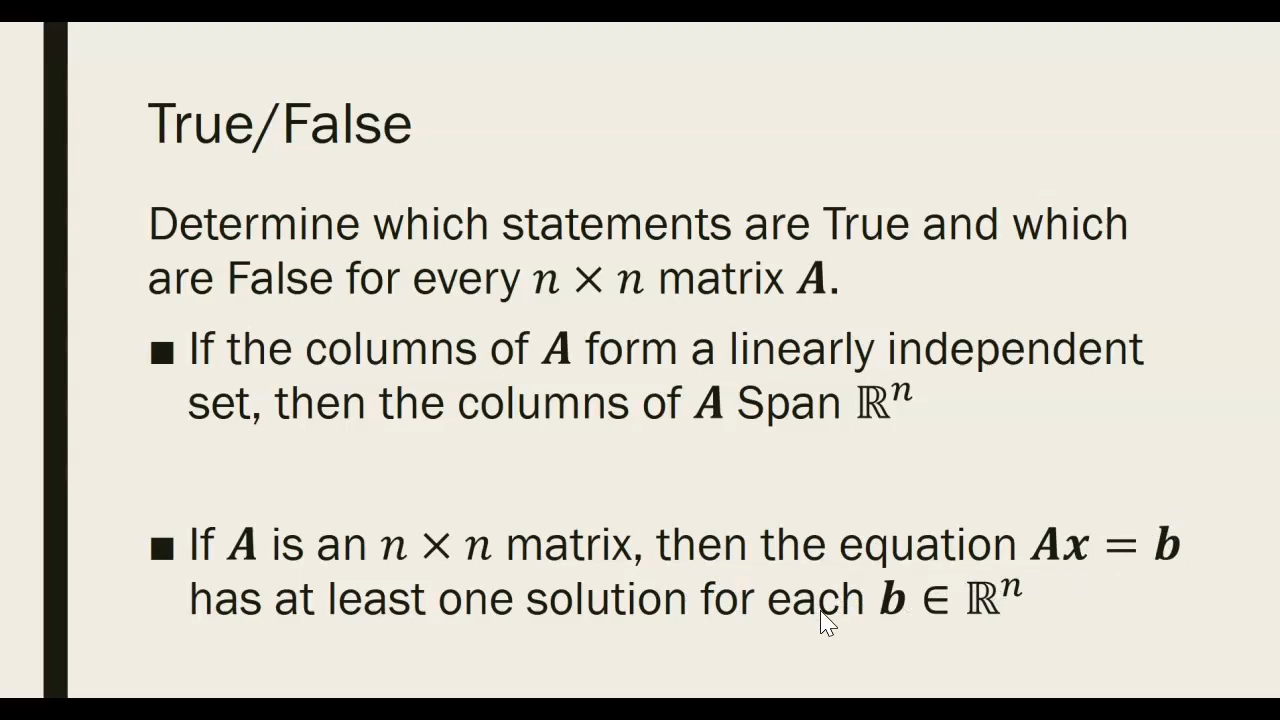 True/False
Determine which statements are True and which
are False for every 𝑛 × 𝑛 matrix 𝑨.
■ If the columns of 𝑨 form a linearly independent
set, then the columns of 𝑨 Span ℝⁿ
■ If 𝑨 is an 𝑛 × 𝑛 matrix, then the equation 𝑨𝒙 = 𝒃
has at least one solution for each 𝒃 ∈ ℝⁿ